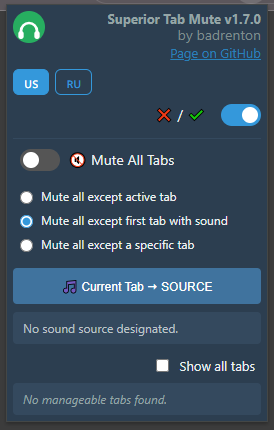 Superior Tab Mute v1.7.0
by badrenton
Page on GitHub
US RU
/
Mute All Tabs
Mute all except active tab
Mute all except first tab with sound
Mute all except a specific tab
Current Tab → SOURCE
No sound source designated.
Show all tabs
No manageable tabs found.